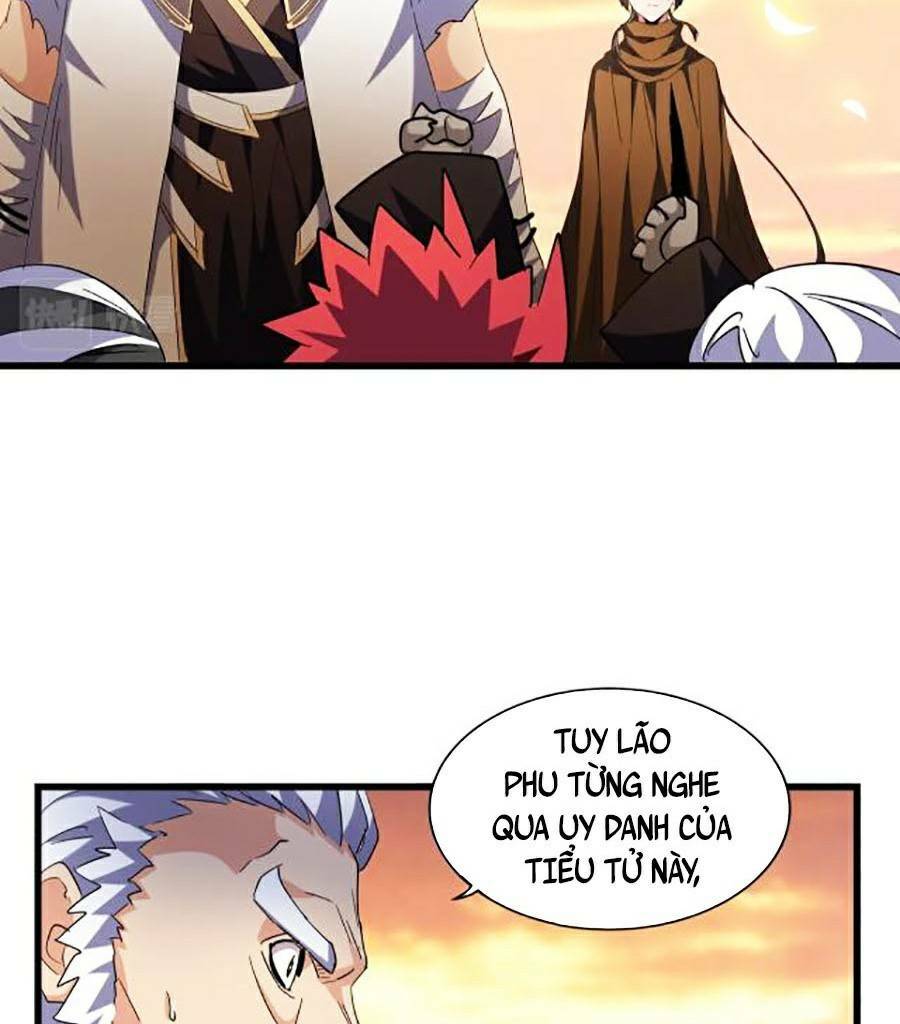 TUY LÃO
PHU TỪNG NGHE
QUA UY DANH CỦA
TIỂU TỬ NÀY,